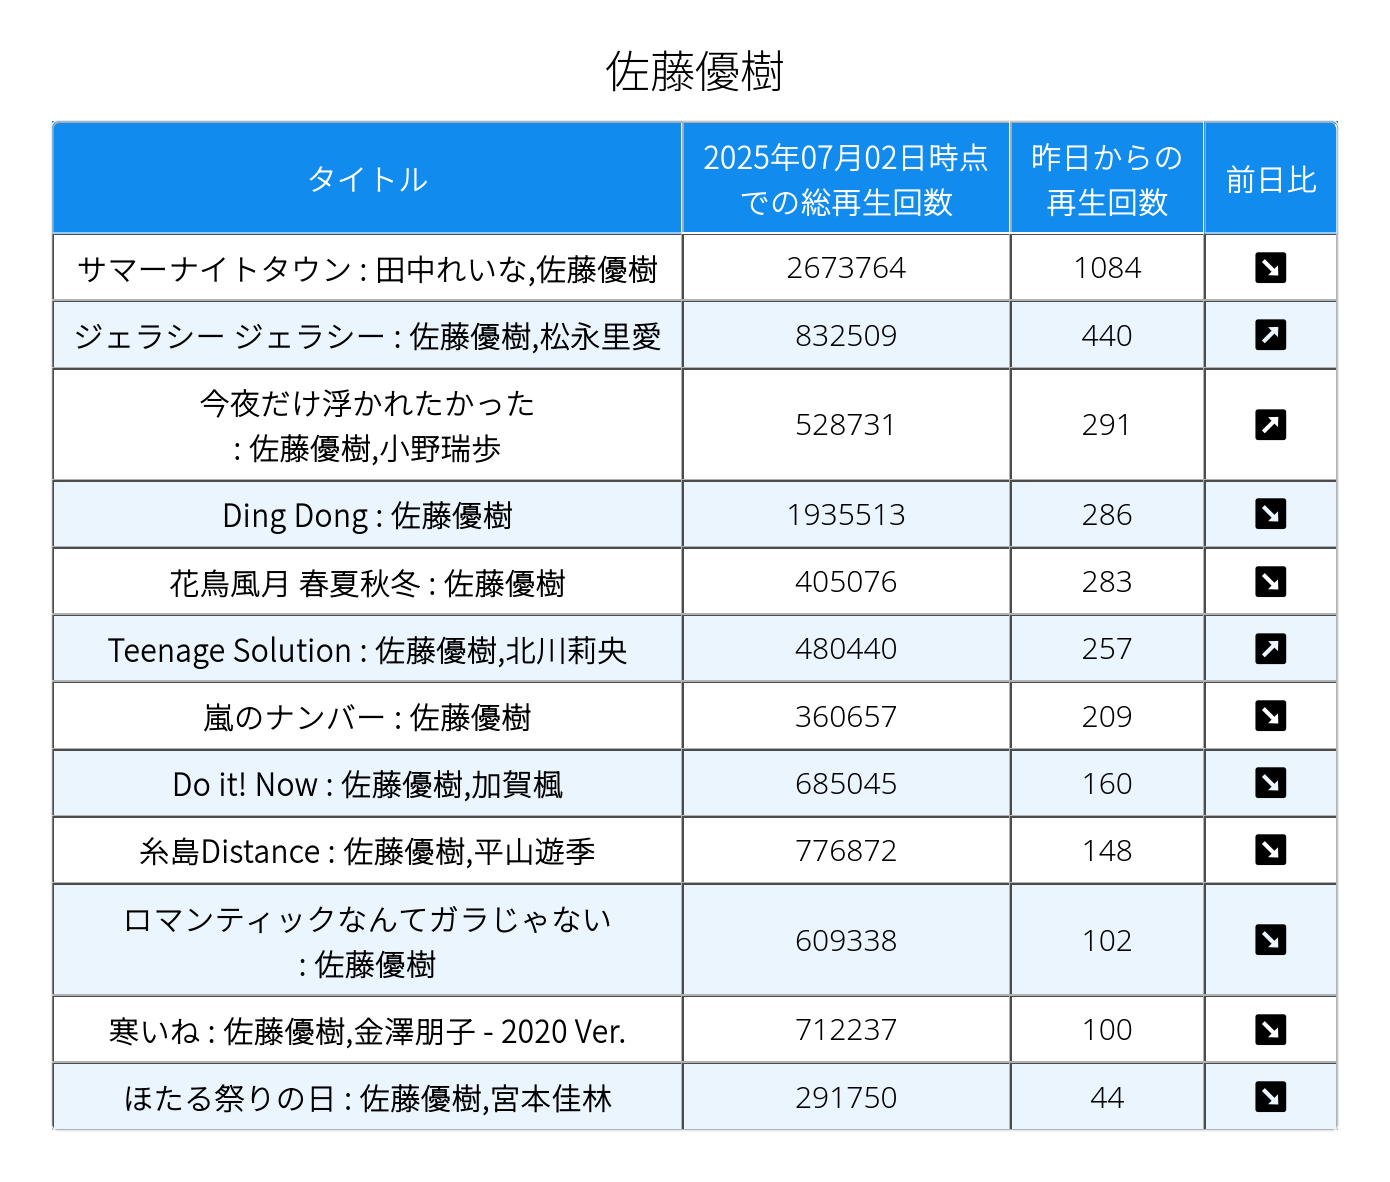 佐藤優樹
タイトル
2025年07月02日時点
での総再生回数
昨日からの
再生回数
前日比
サマーナイトタウン : 田中れいな,佐藤優樹
2673764
1084
ジェラシー ジェラシー : 佐藤優樹,松永里愛
832509
440
今夜だけ浮かれたかった
: 佐藤優樹,小野瑞歩
528731
291
Ding Dong : 佐藤優樹
1935513
286
花鳥風月 春夏秋冬 : 佐藤優樹
405076
283
Teenage Solution : 佐藤優樹,北川莉央
480440
257
嵐のナンバー : 佐藤優樹
360657
209
Do it! Now : 佐藤優樹,加賀楓
685045
160
糸島Distance : 佐藤優樹,平山遊季
776872
148
ロマンティックなんてガラじゃない
: 佐藤優樹
609338
102
寒いね : 佐藤優樹,金澤朋子 - 2020 Ver.
712237
100
ほたる祭りの日 : 佐藤優樹,宮本佳林
291750
44